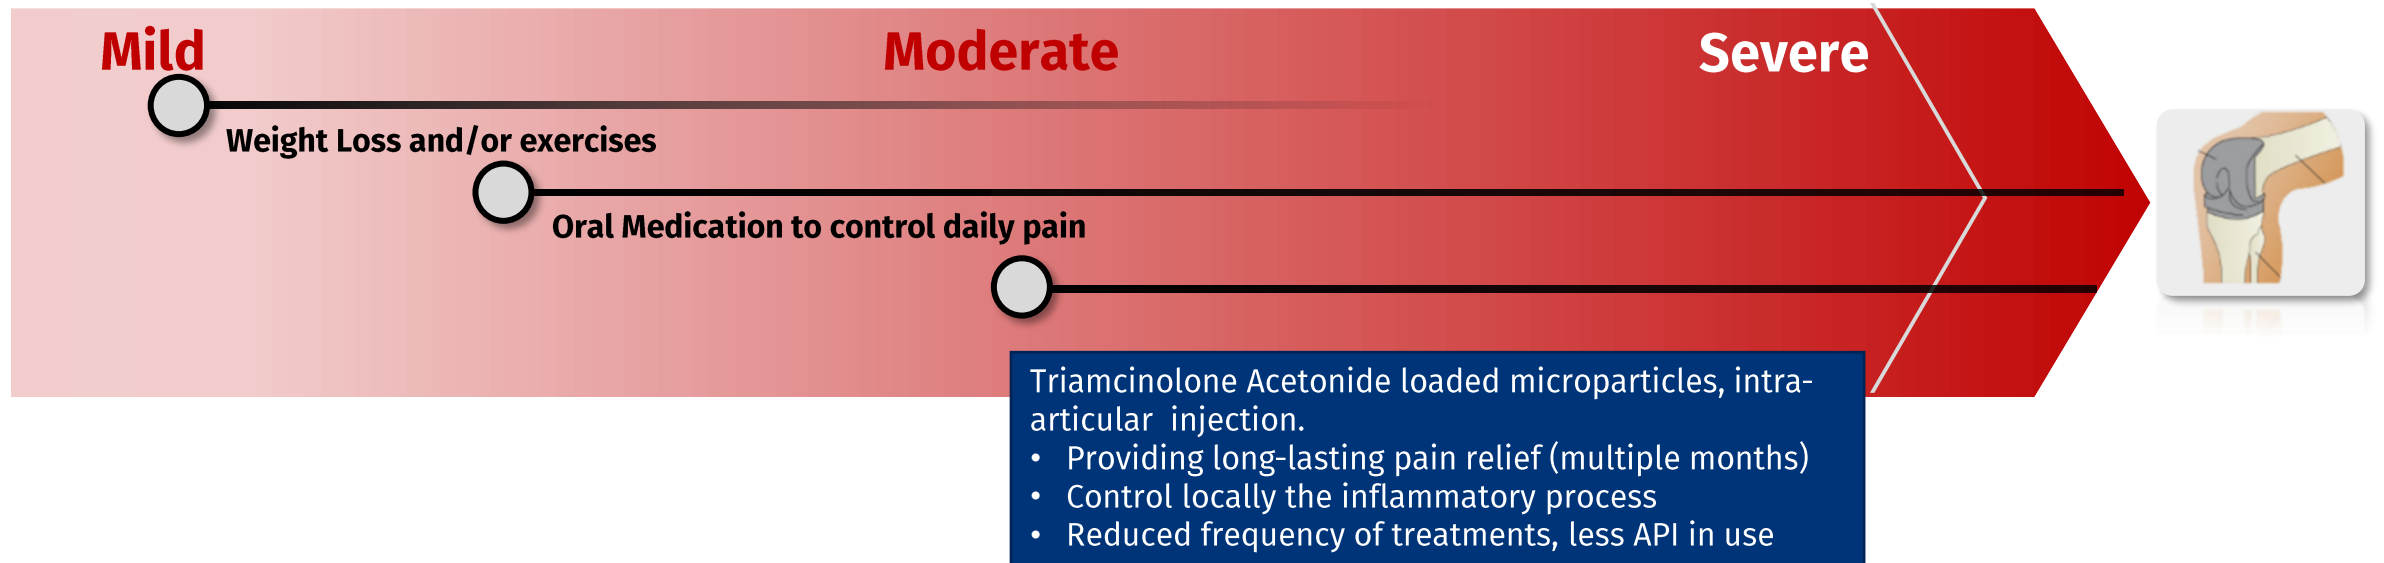 Mild
Moderate
Severe
Weight Loss and/or exercises
Oral Medication to control daily pain
Triamcinolone Acetonide loaded microparticles, intra-
articular injection.
• Providing long-lasting pain relief (multiple months)
• Control locally the inflammatory process
• Reduced frequency of treatments, less API in use